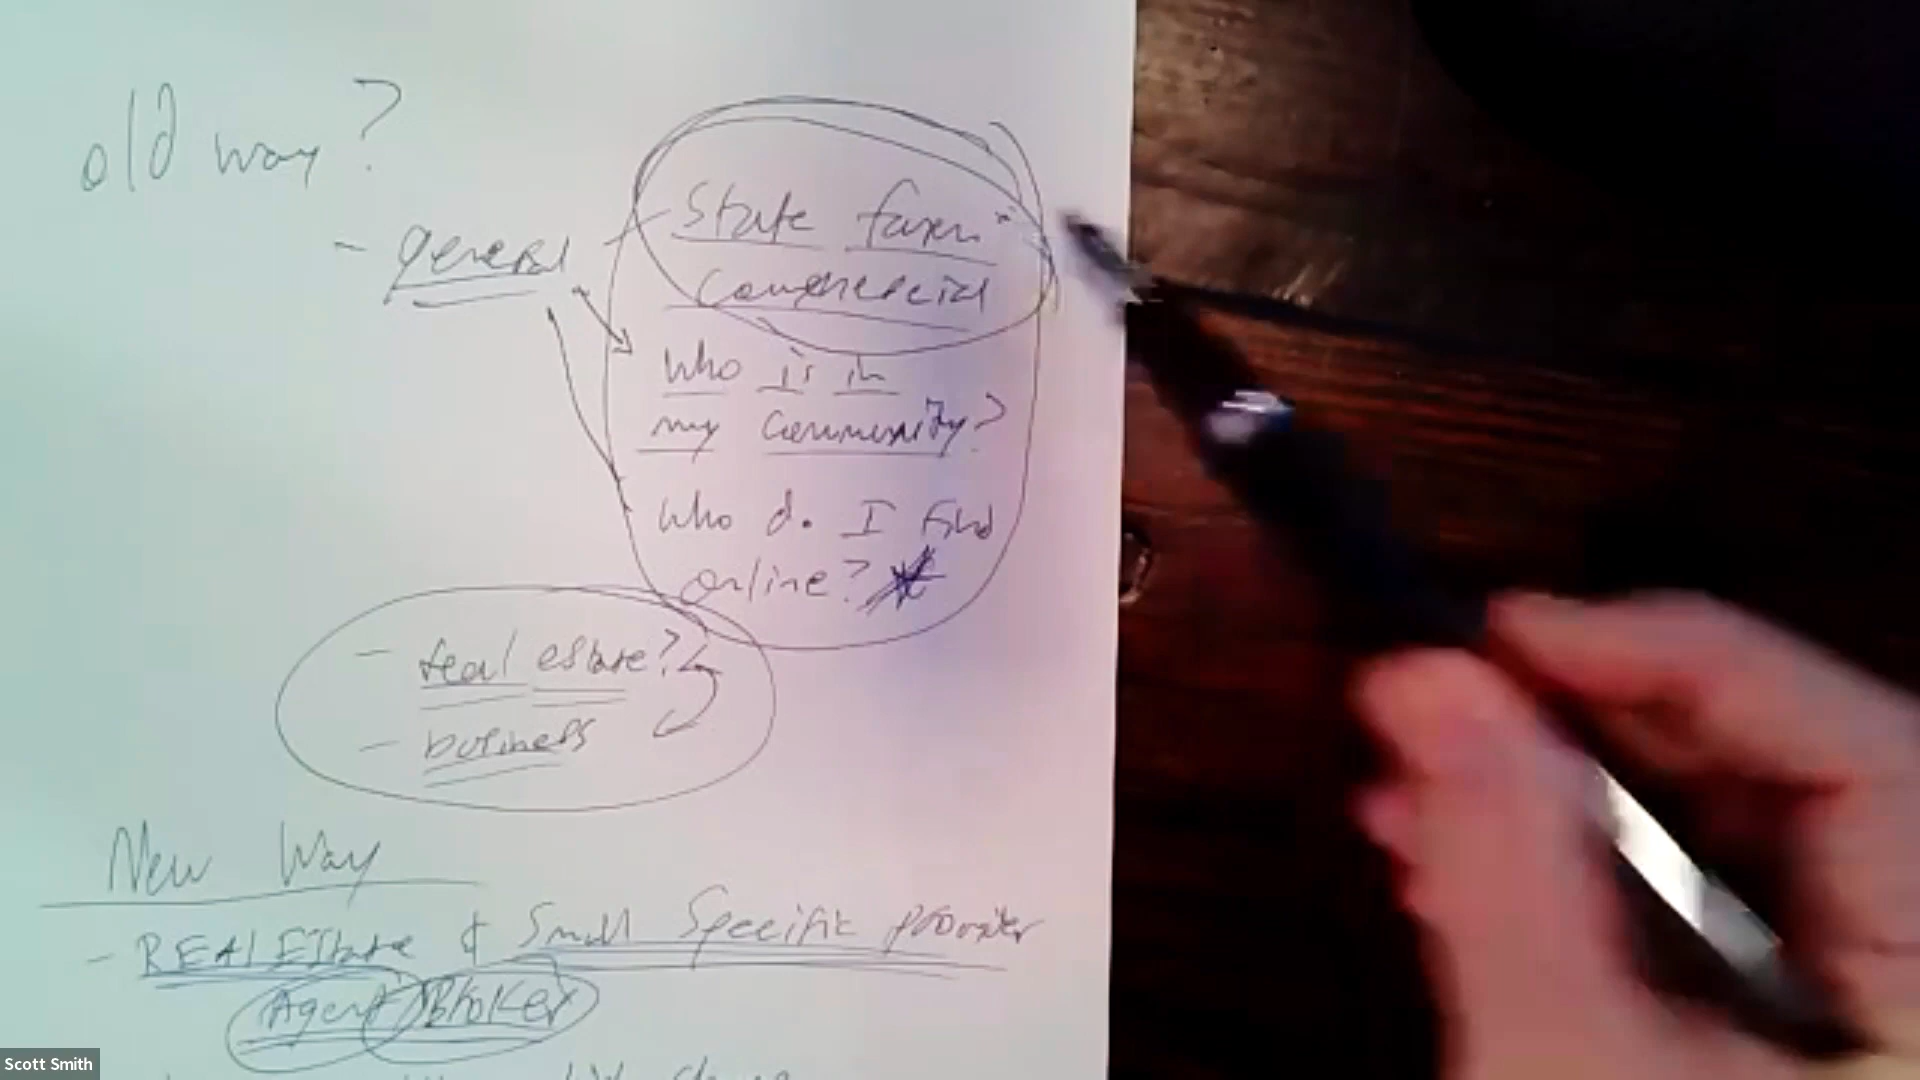 old way?
- general
State farm
commercial
who is in
my community?
who do I find
online?
- real estate?
- business
New Way
- REAL EState & Small Specific provider
Agent Broker
Scott Smith